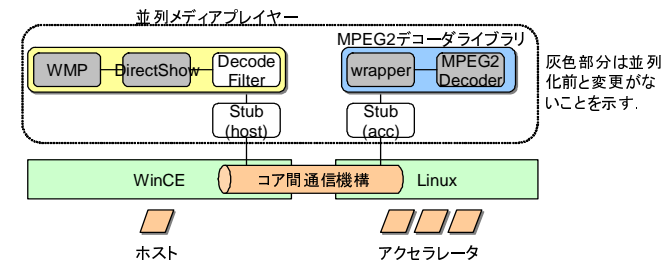 並列メディアプレイヤー
MPEG2デコーダライブラリ
WMP
DirectShow
Decode
Filter
wrapper
MPEG2
Decoder
灰色部分は並列
化前と変更がな
いことを示す.
Stub
(host)
Stub
(acc)
WinCE
コア間通信機構
Linux
ホスト
アクセラレータ